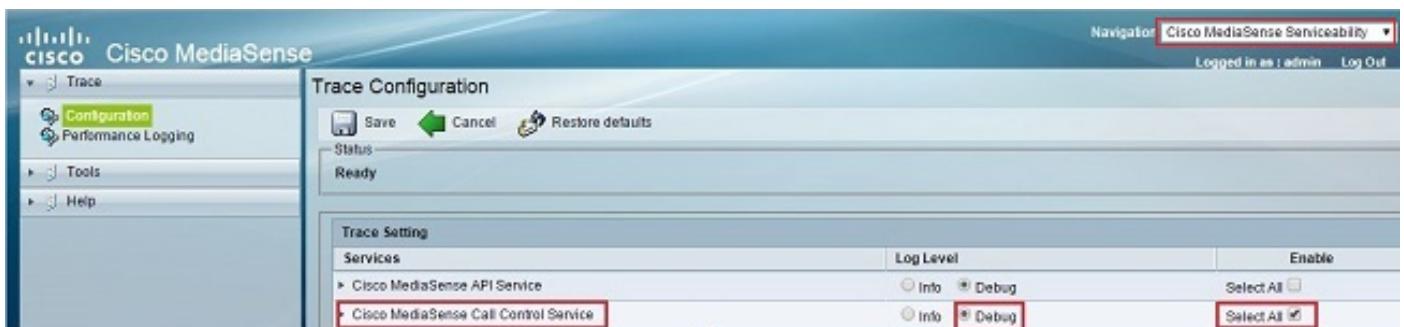 Navigation Cisco MediaSense Serviceability
cisco Cisco MediaSense
Logged in as : admin Log Out
Trace
Trace Configuration
Configuration
Performance Logging
Save Cancel Restore defaults
Status
Ready
Tools
Help
Trace Setting
Services Log Level Enable
Cisco MediaSense API Service Info Debug Select All
Cisco MediaSense Call Control Service Info Debug Select All